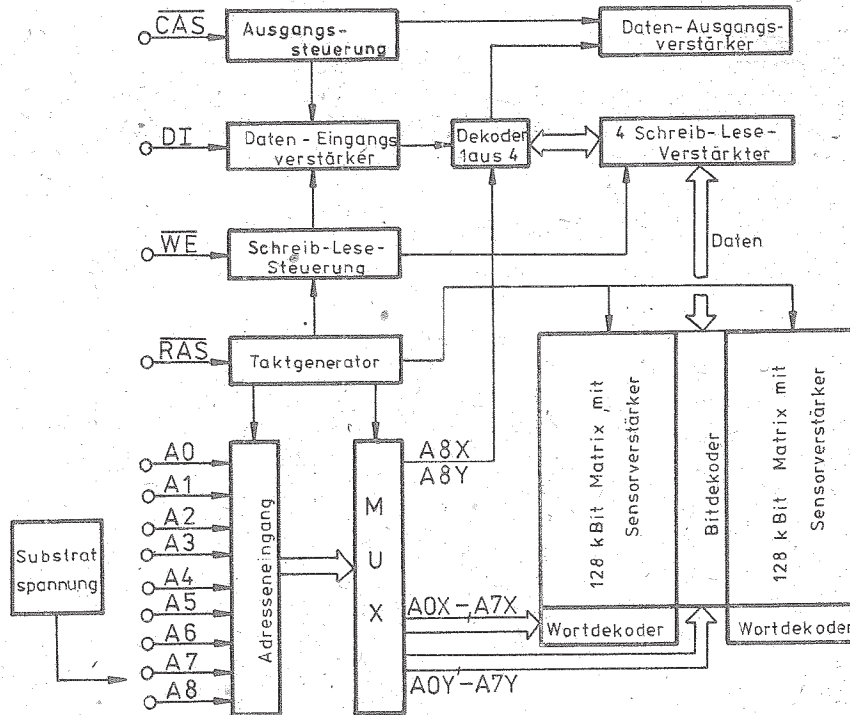 CAS
Ausgangs-
steuerung
Daten-Ausgangs-
verstärker
DI
Daten-Eingangs
verstärker
Dekoder
1aus 4
4 Schreib-Lese-
Verstärkter
WE
Schreib-Lese-
Steuerung
Daten
RAS
Taktgenerator
A0
A1
A2
A3
A4
A5
A6
A7
A8
Substrat
spannung
Adresseneingang
MUX
A8X
A8Y
A0X-A7X
A0Y-A7Y
128 kBit Matrix mit
Sensorverstärker
Bitdekoder
128 kBit Matrix mit
Sensorverstärker
Wortdekoder
Wortdekoder